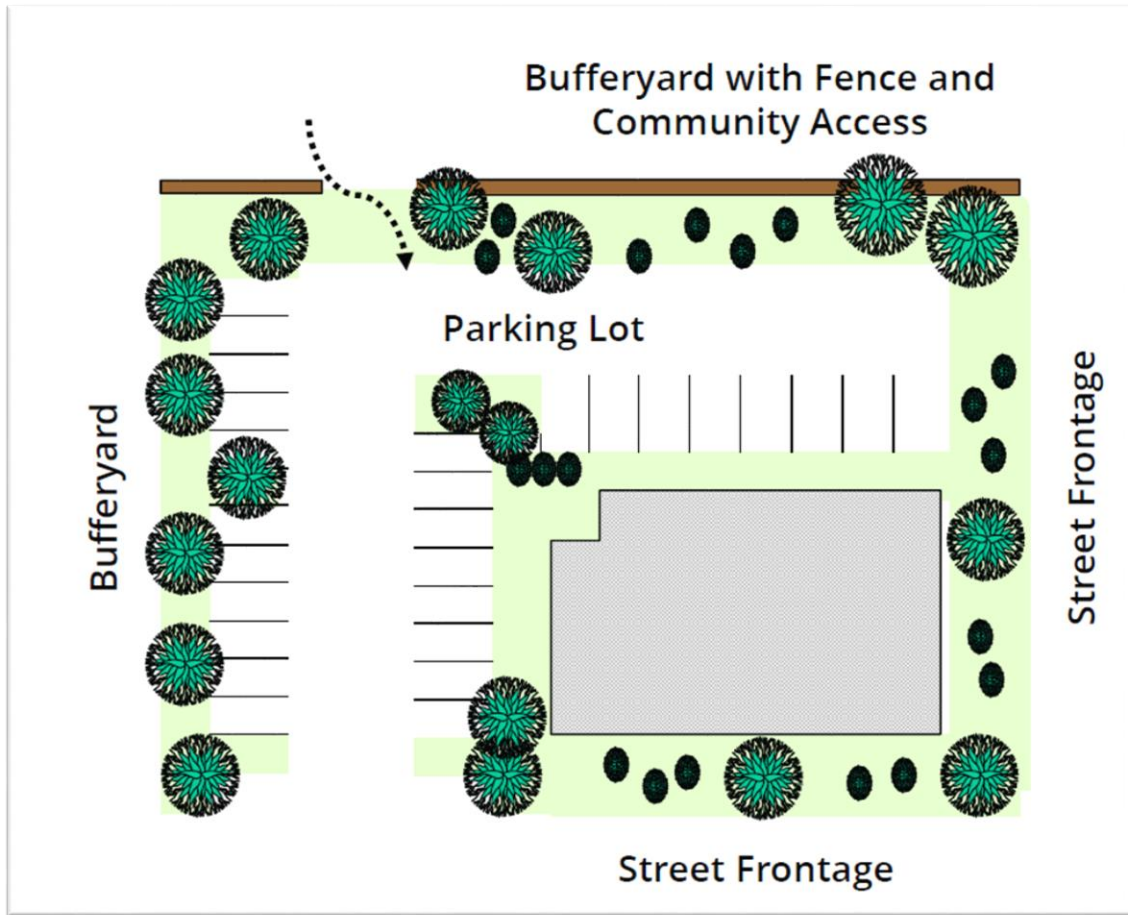 Bufferyard with Fence and
Community Access
Parking Lot
Bufferyard
Street Frontage
Street Frontage